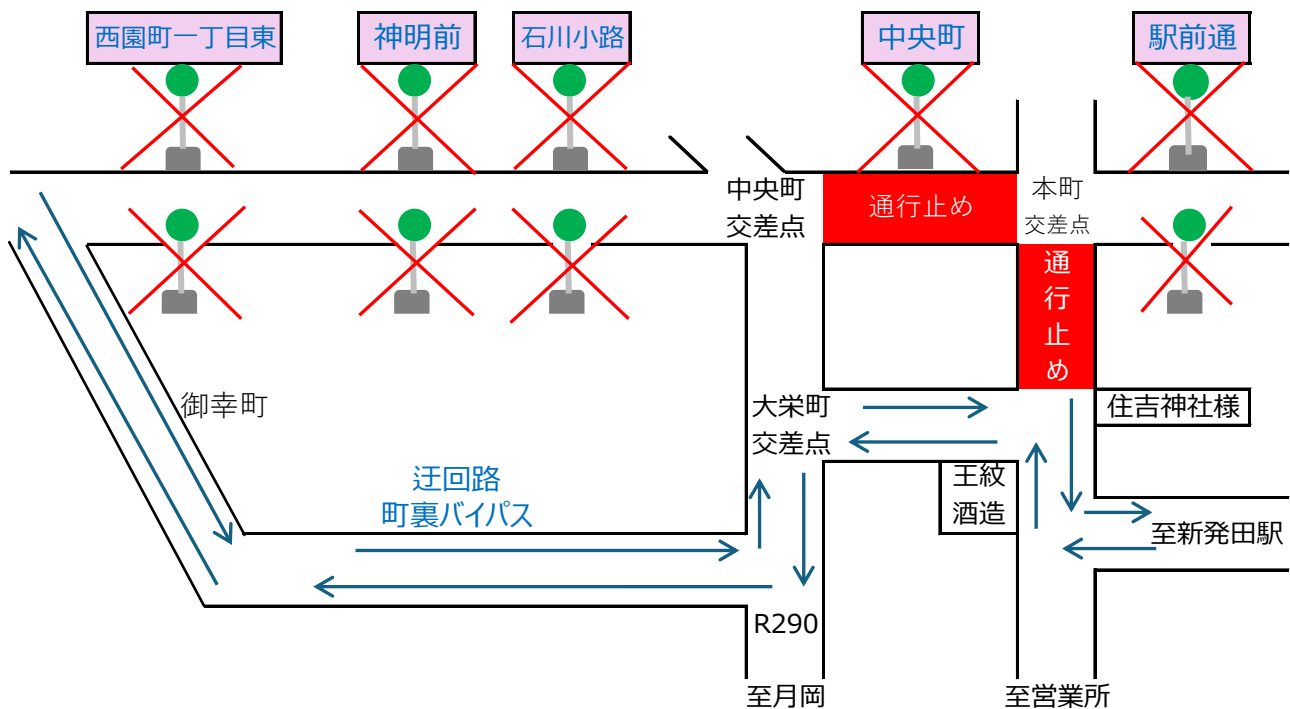 西園町一丁目東
神明前
石川小路
中央町
駅前通
中央町
交差点
通行止め
本町
交差点
通行止め
御幸町
大栄町
交差点
住吉神社様
迂回路
町裏バイパス
王紋
酒造
至新発田駅
R290
至月岡
至営業所